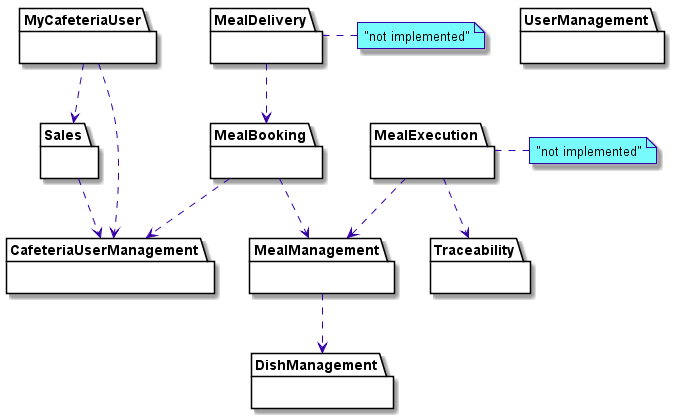 MyCafeteriaUser
MealDelivery
"not implemented"
UserManagement
Sales
MealBooking
MealExecution
"not implemented"
CafeteriaUserManagement
MealManagement
Traceability
DishManagement